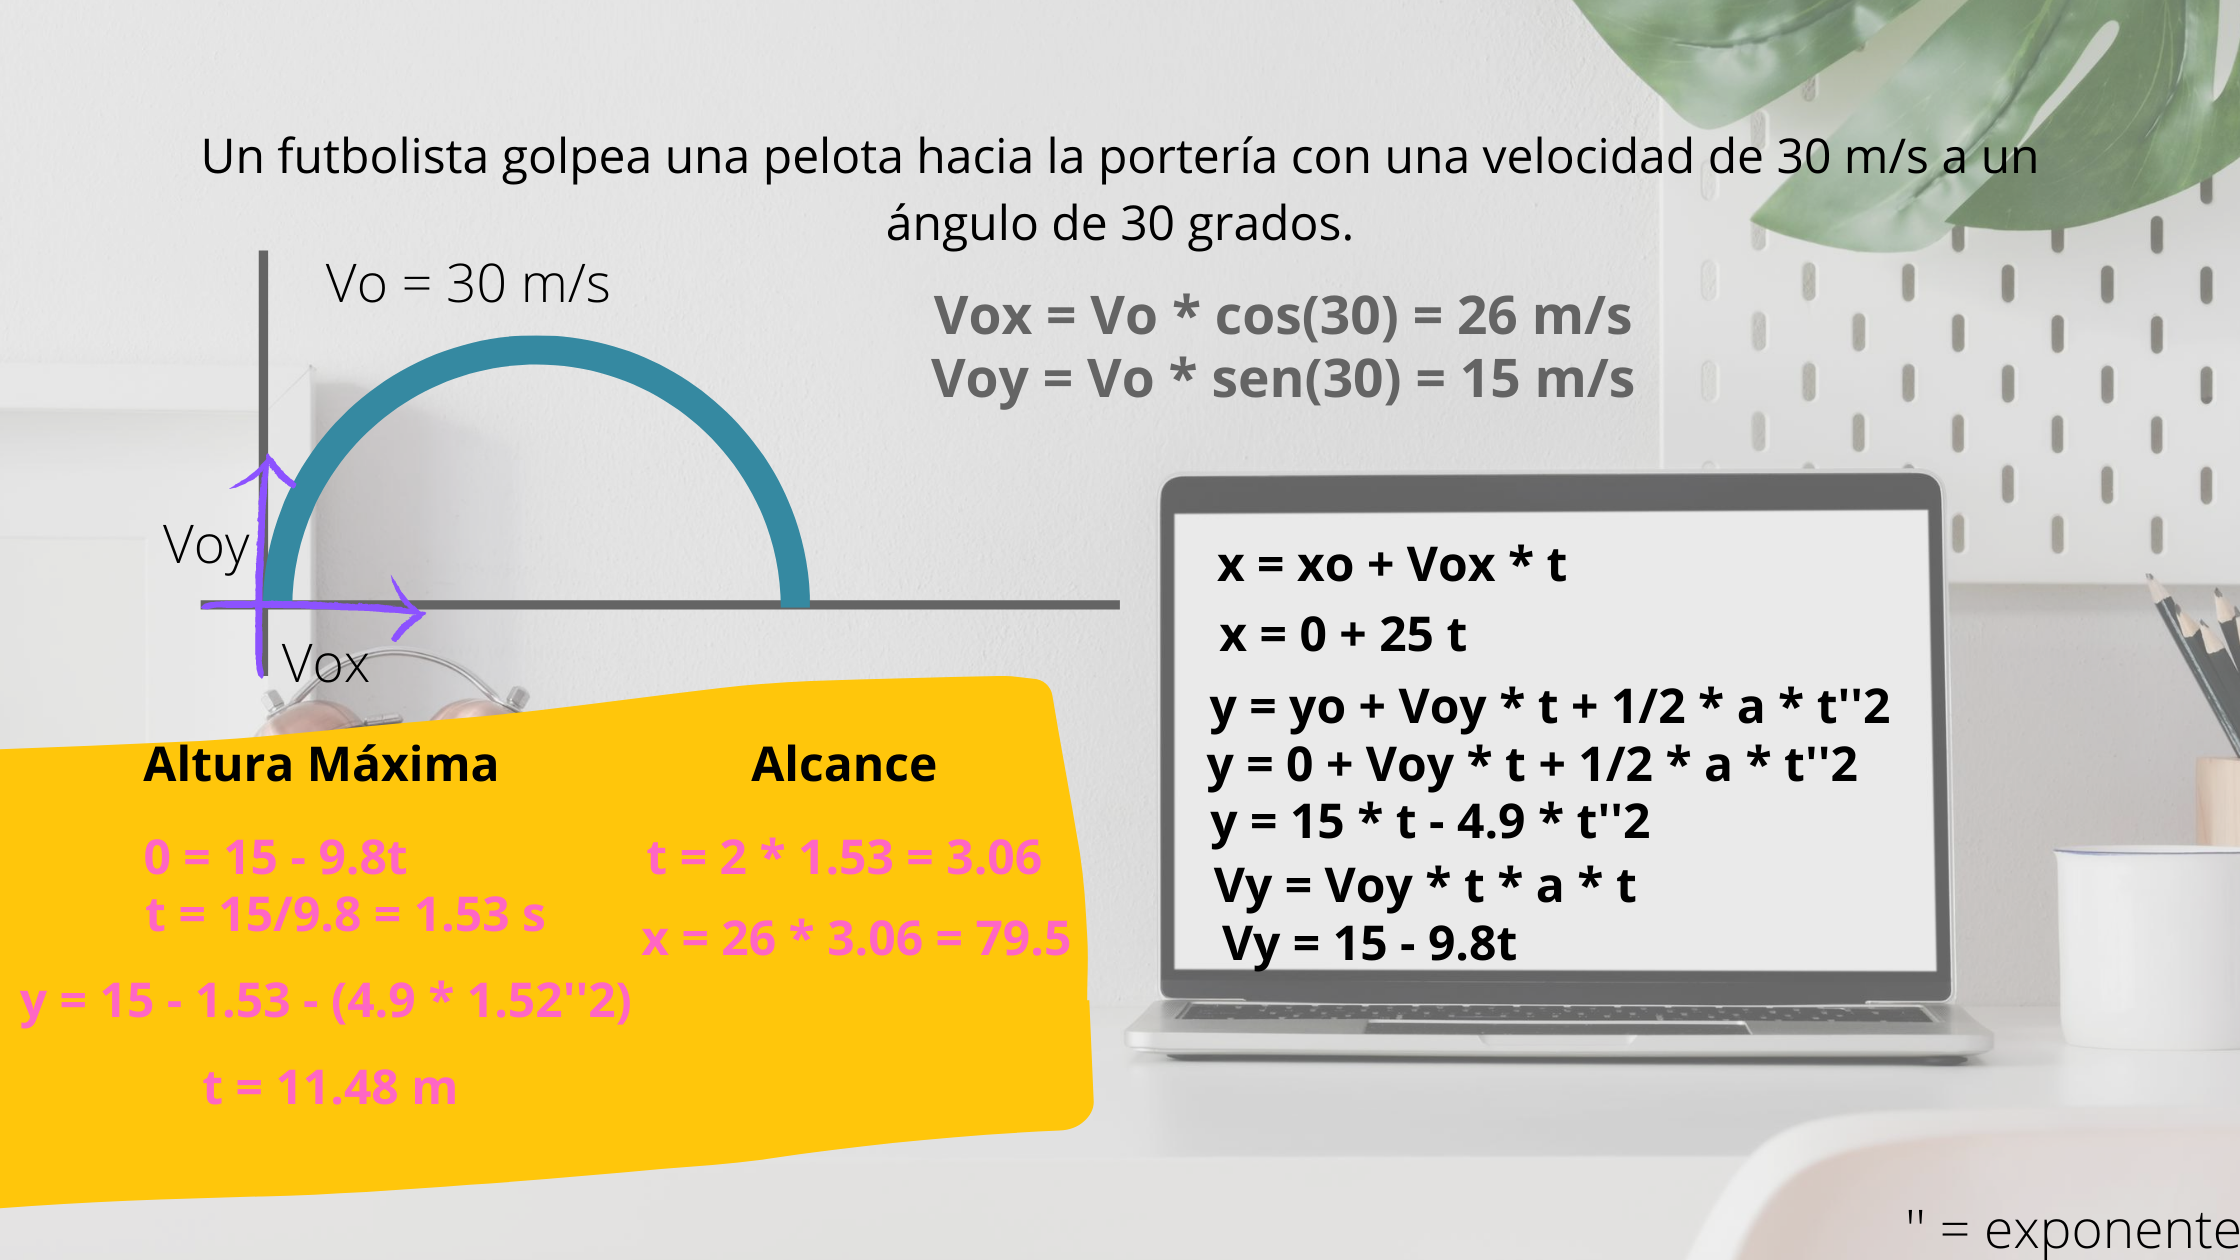 Un futbolista golpea una pelota hacia la portería con una velocidad de 30 m/s a un
ángulo de 30 grados.
Vo = 30 m/s
Vox = Vo * cos(30) = 26 m/s
Voy = Vo * sen(30) = 15 m/s
Voy
Vox
x = xo + Vox * t
x = 0 + 25 t
y = yo + Voy * t + 1/2 * a * t''2
y = 0 + Voy * t + 1/2 * a * t''2
y = 15 * t - 4.9 * t''2
Vy = Voy * t * a * t
Vy = 15 - 9.8t
Altura Máxima
0 = 15 - 9.8t
t = 15/9.8 = 1.53 s
y = 15 - 1.53 - (4.9 * 1.52''2)
t = 11.48 m
Alcance
t = 2 * 1.53 = 3.06
x = 26 * 3.06 = 79.5
" = exponente